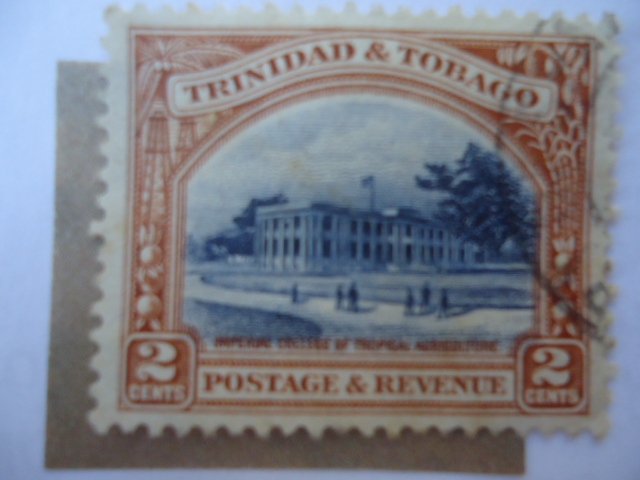 TRINIDAD & TOBAGO
IMPERIAL COLLEGE OF TROPICAL AGRICULTURE
2 CENTS
POSTAGE & REVENUE
2 CENTS